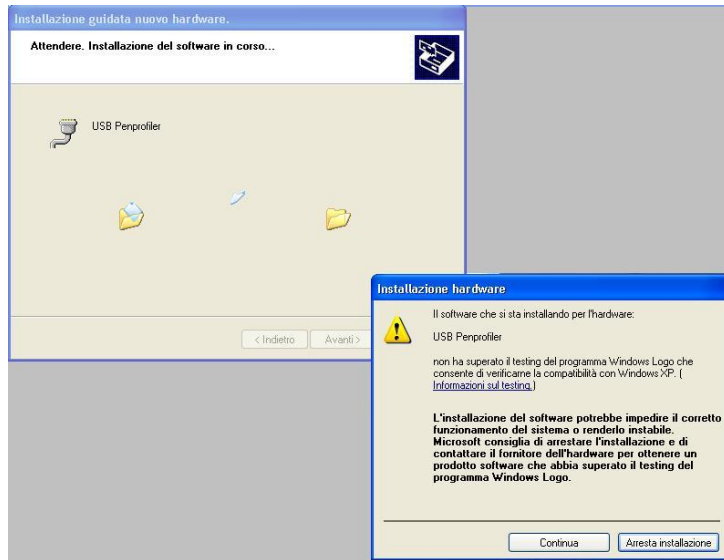 Installazione guidata nuovo hardware.
Attendere. Installazione del software in corso...
USB Penprofiler
< Indietro
Avanti >
Installazione hardware
Il software che si sta installando per l'hardware:
USB Penprofiler
non ha superato il testing del programma Windows Logo che
consente di verificarne la compatibilità con Windows XP. (
Informazioni sul testing.)
L'installazione del software potrebbe impedire il corretto
funzionamento del sistema o renderlo instabile.
Microsoft consiglia di arrestare l'installazione e di
contattare il fornitore dell'hardware per ottenere un
prodotto software che abbia superato il testing del
programma Windows Logo.
Continua
Arresta installazione